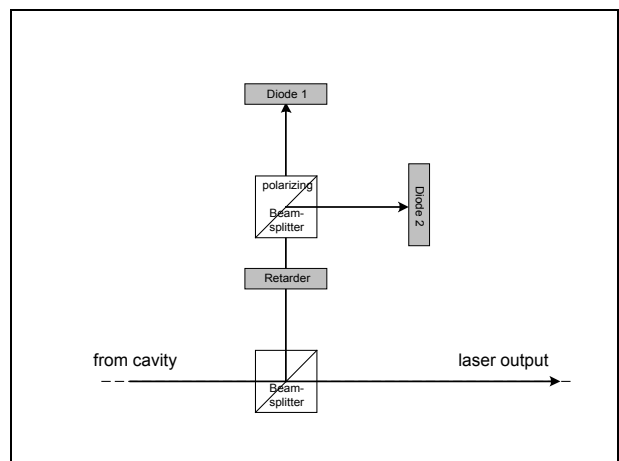 Diode 1
polarizing
Beam-
splitter
Diode 2
Retarder
from cavity
laser output
Beam-
splitter